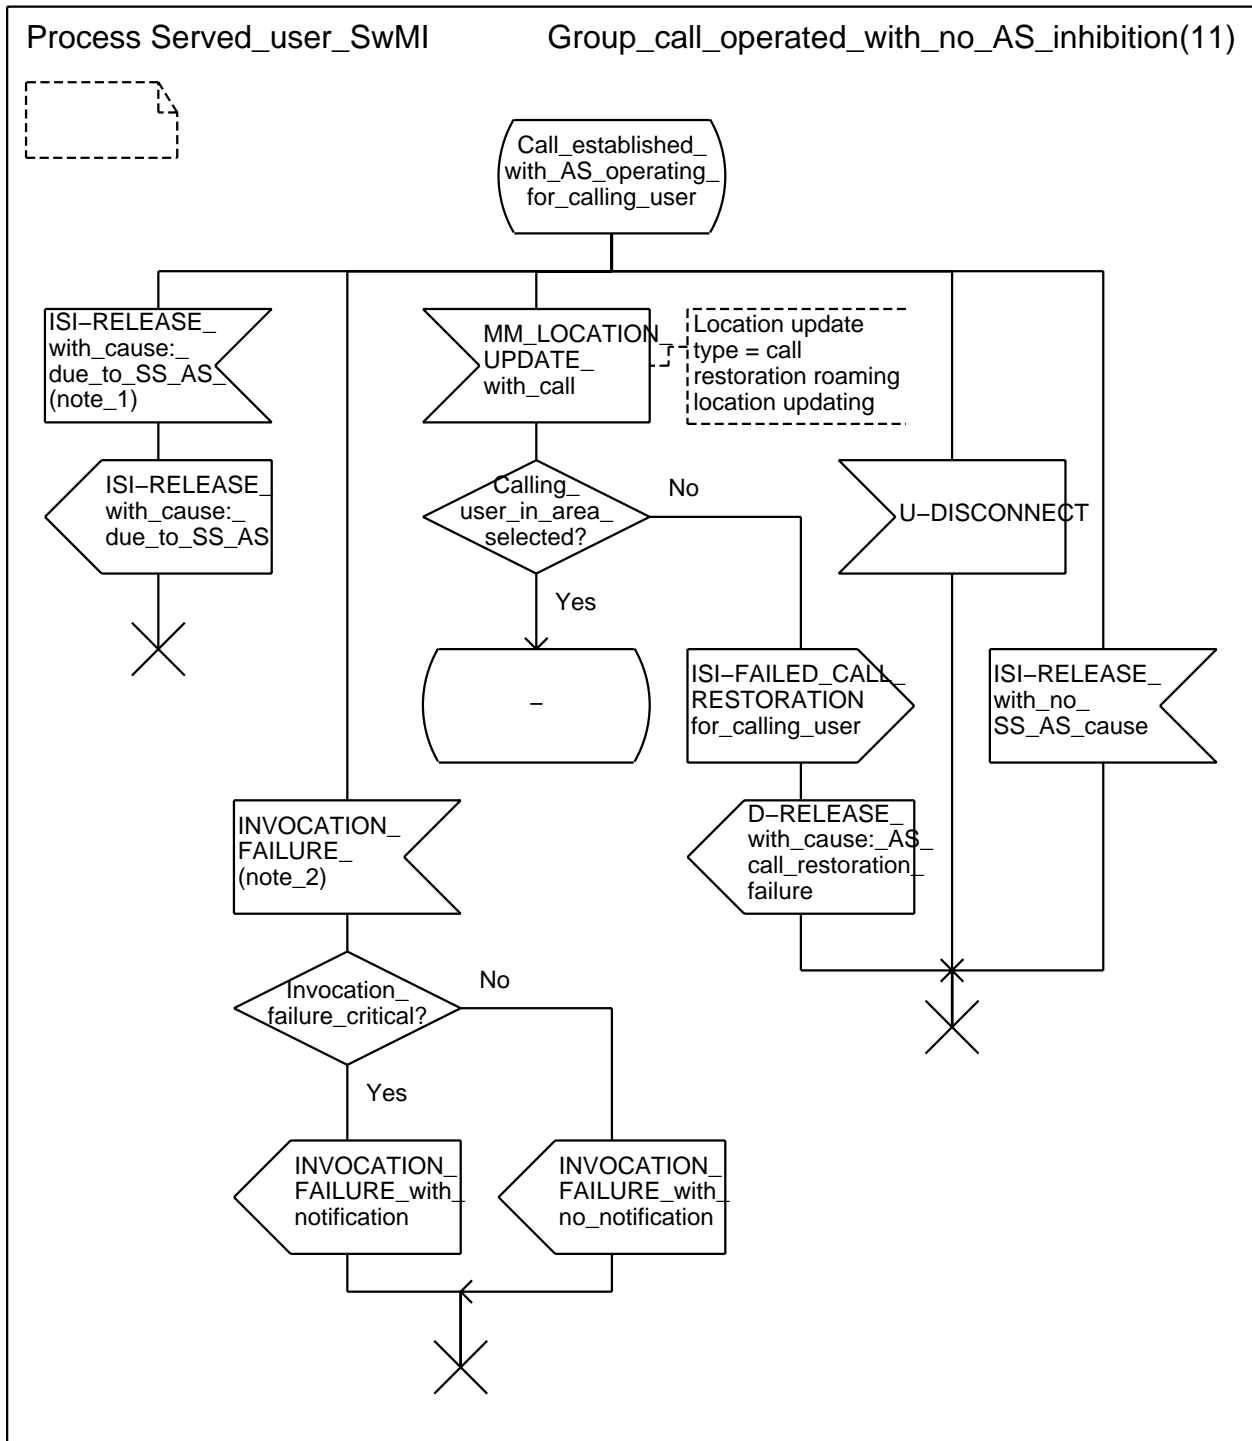 Process Served_user_SwMI
Group_call_operated_with_no_AS_inhibition(11)
Call_established_
with_AS_operating_
for_calling_user
ISI–RELEASE_
with_cause:_
due_to_SS_AS_
(note_1)
MM_LOCATION_
UPDATE_
with_call
Location update
type = call
restoration roaming
location updating
ISI–RELEASE_
with_cause:_
due_to_SS_AS
Calling_
user_in_area_
selected?
No
Yes
U–DISCONNECT
–
ISI–FAILED_CALL_
RESTORATION
for_calling_user
ISI–RELEASE_
with_no_
SS_AS_cause
INVOCATION_
FAILURE_
(note_2)
D–RELEASE_
with_cause:_AS_
call_restoration_
failure
Invocation_
failure_critical?
No
Yes
INVOCATION_
FAILURE_with_
notification
INVOCATION_
FAILURE_with_
no_notification